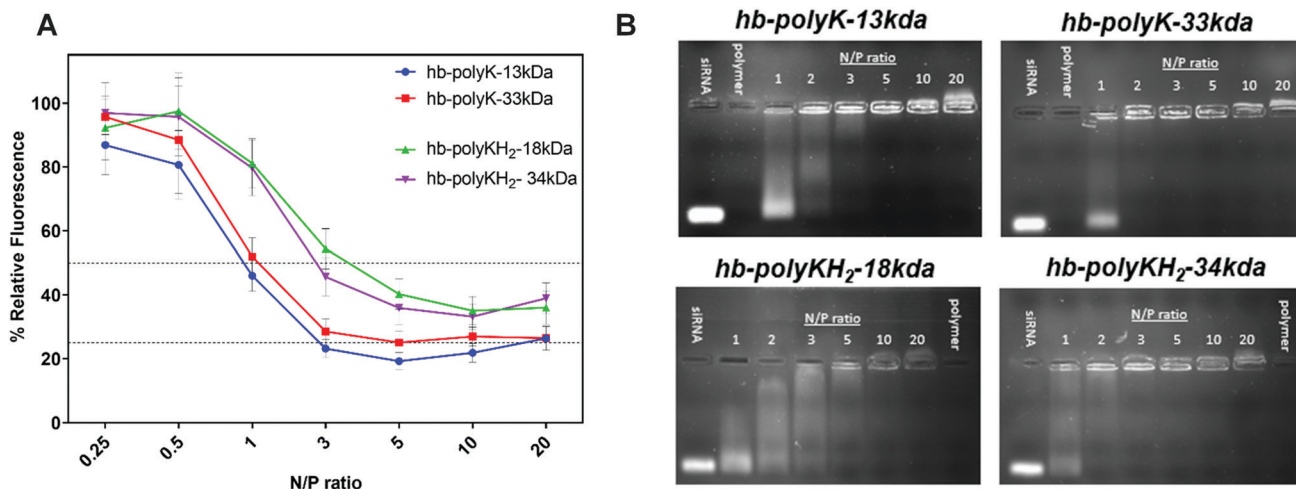 A
hb-polyK-13kDa
hb-polyK-33kDa
hb-polyKH₂-18kDa
hb-polyKH₂- 34kDa
% Relative Fluorescence
100
80
60
40
20
0
0.25 0.5 1 3 5 10 20
N/P ratio
B
hb-polyK-13kda
siRNA polymer N/P ratio
1 2 3 5 10 20
hb-polyK-33kda
siRNA Polymer N/P ratio
1 2 3 5 10 20
hb-polyKH₂-18kda
siRNA N/P ratio polymer
1 2 3 5 10 20
hb-polyKH₂-34kda
siRNA N/P ratio polymer
1 2 3 5 10 20